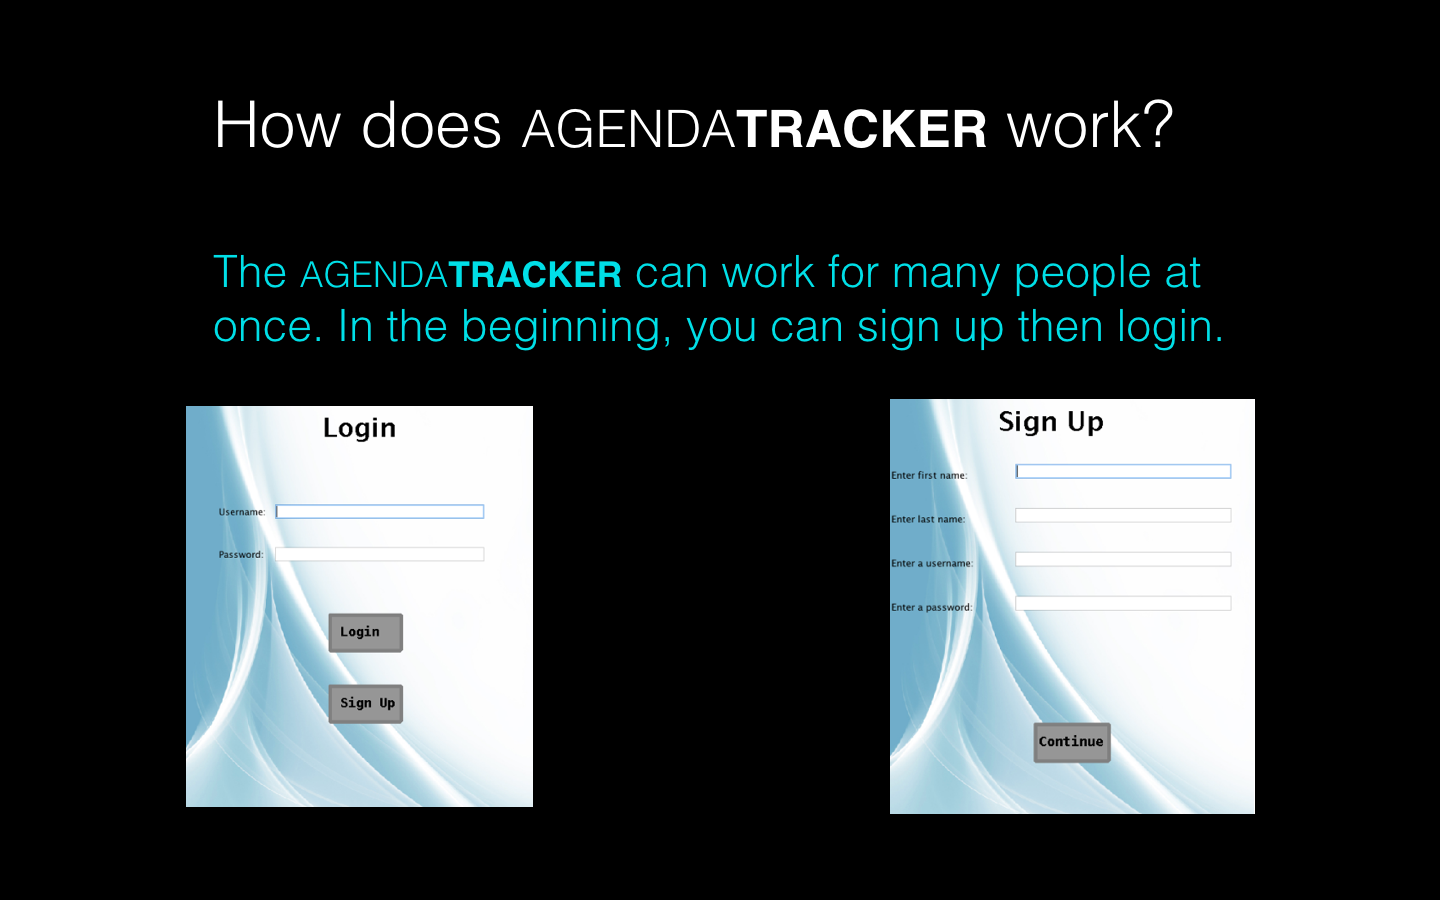 How does AGENDATRACKER work?
The AGENDATRACKER can work for many people at
once. In the beginning, you can sign up then login.
Login
Username:
Password:
Login
Sign Up
Sign Up
Enter first name:
Enter last name:
Enter a username:
Enter a password:
Continue